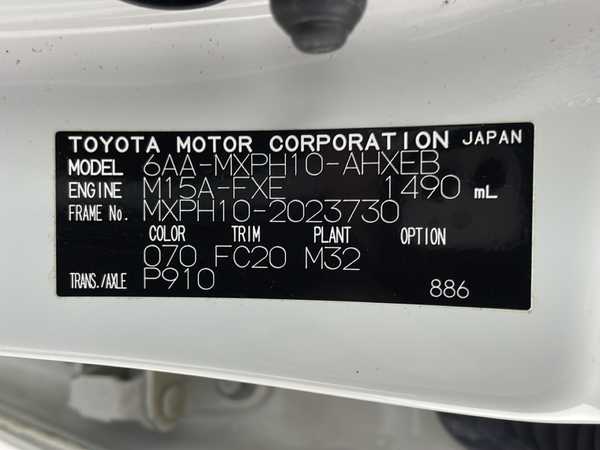 TOYOTA MOTOR CORPORATION JAPAN
MODEL 6AA-MXPH10-AHXEB
ENGINE M15A-FXE 1490 mL
FRAME No. MXPH10-2023730
COLOR TRIM PLANT OPTION
070 FC20 M32
TRANS./AXLE P910
886